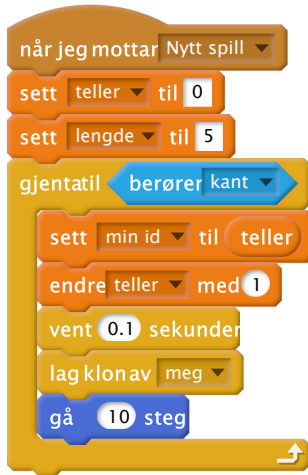 når jeg mottar Nytt spill
sett teller til 0
sett lengde til 5
gjentatil berører kant
sett min id til teller
endre teller med 1
vent 0.1 sekunder
lag klon av meg
gå 10 steg